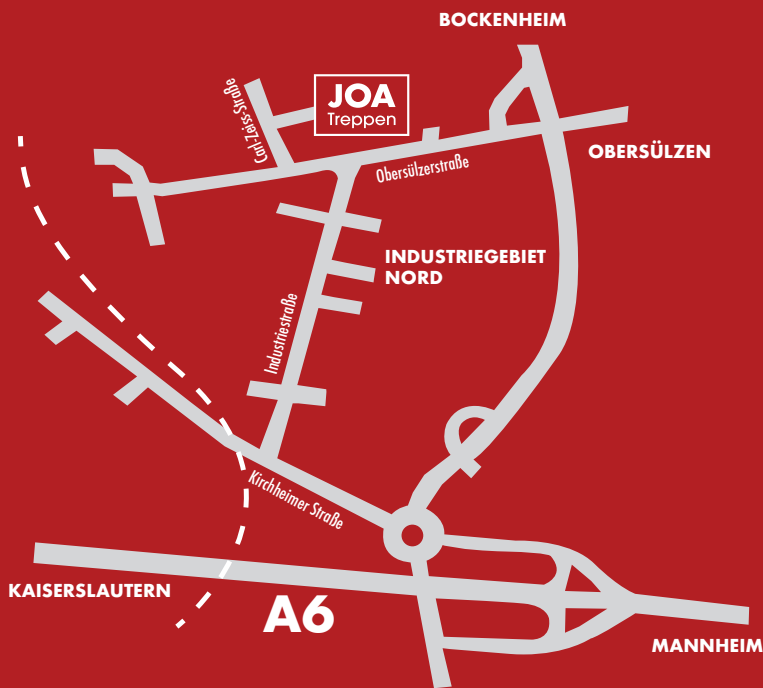 BOCKENHEIM
Carl-Zeiss-Straße
JOA
Treppen
OBERSÜLZEN
Obersülzerstraße
INDUSTRIEGEBIET
NORD
Industriestraße
Kirchheimer Straße
KAISERSLAUTERN
A6
MANNHEIM